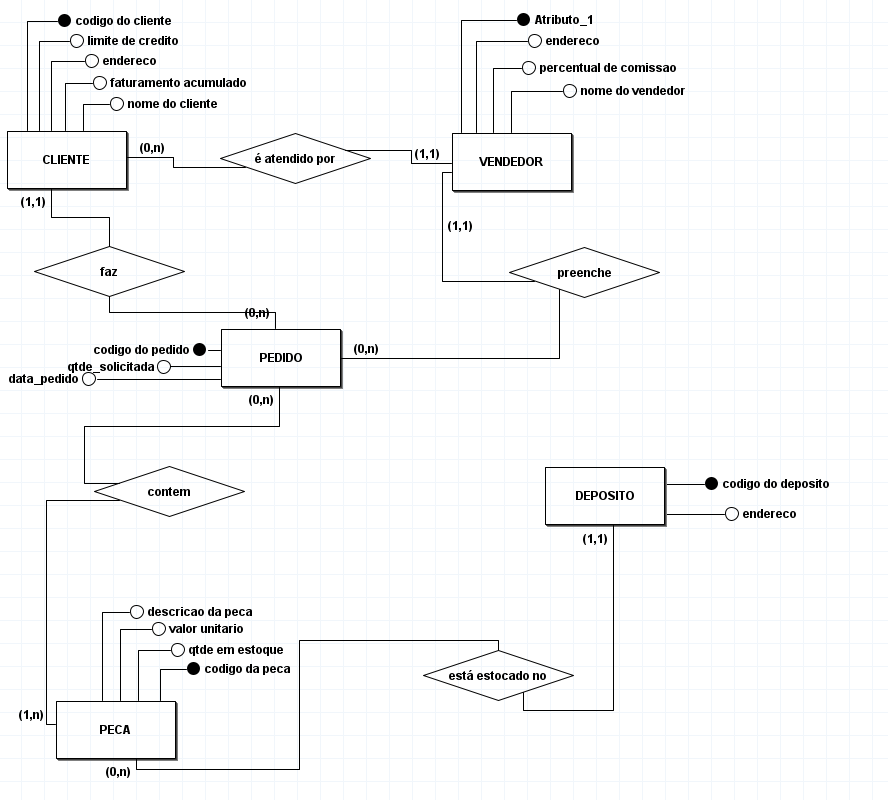 codigo do cliente
limite de credito
endereco
faturamento acumulado
nome do cliente
Atributo_1
endereco
percentual de comissao
nome do vendedor
CLIENTE
(0,n)
é atendido por
(1,1)
VENDEDOR
(1,1)
(1,1)
faz
preenche
(0,n)
codigo do pedido
qtde_solicitada
data_pedido
PEDIDO
(0,n)
(0,n)
contem
DEPOSITO
codigo do deposito
endereco
(1,1)
descricao da peca
valor unitario
qtde em estoque
codigo da peca
está estocado no
(1,n)
PECA
(0,n)